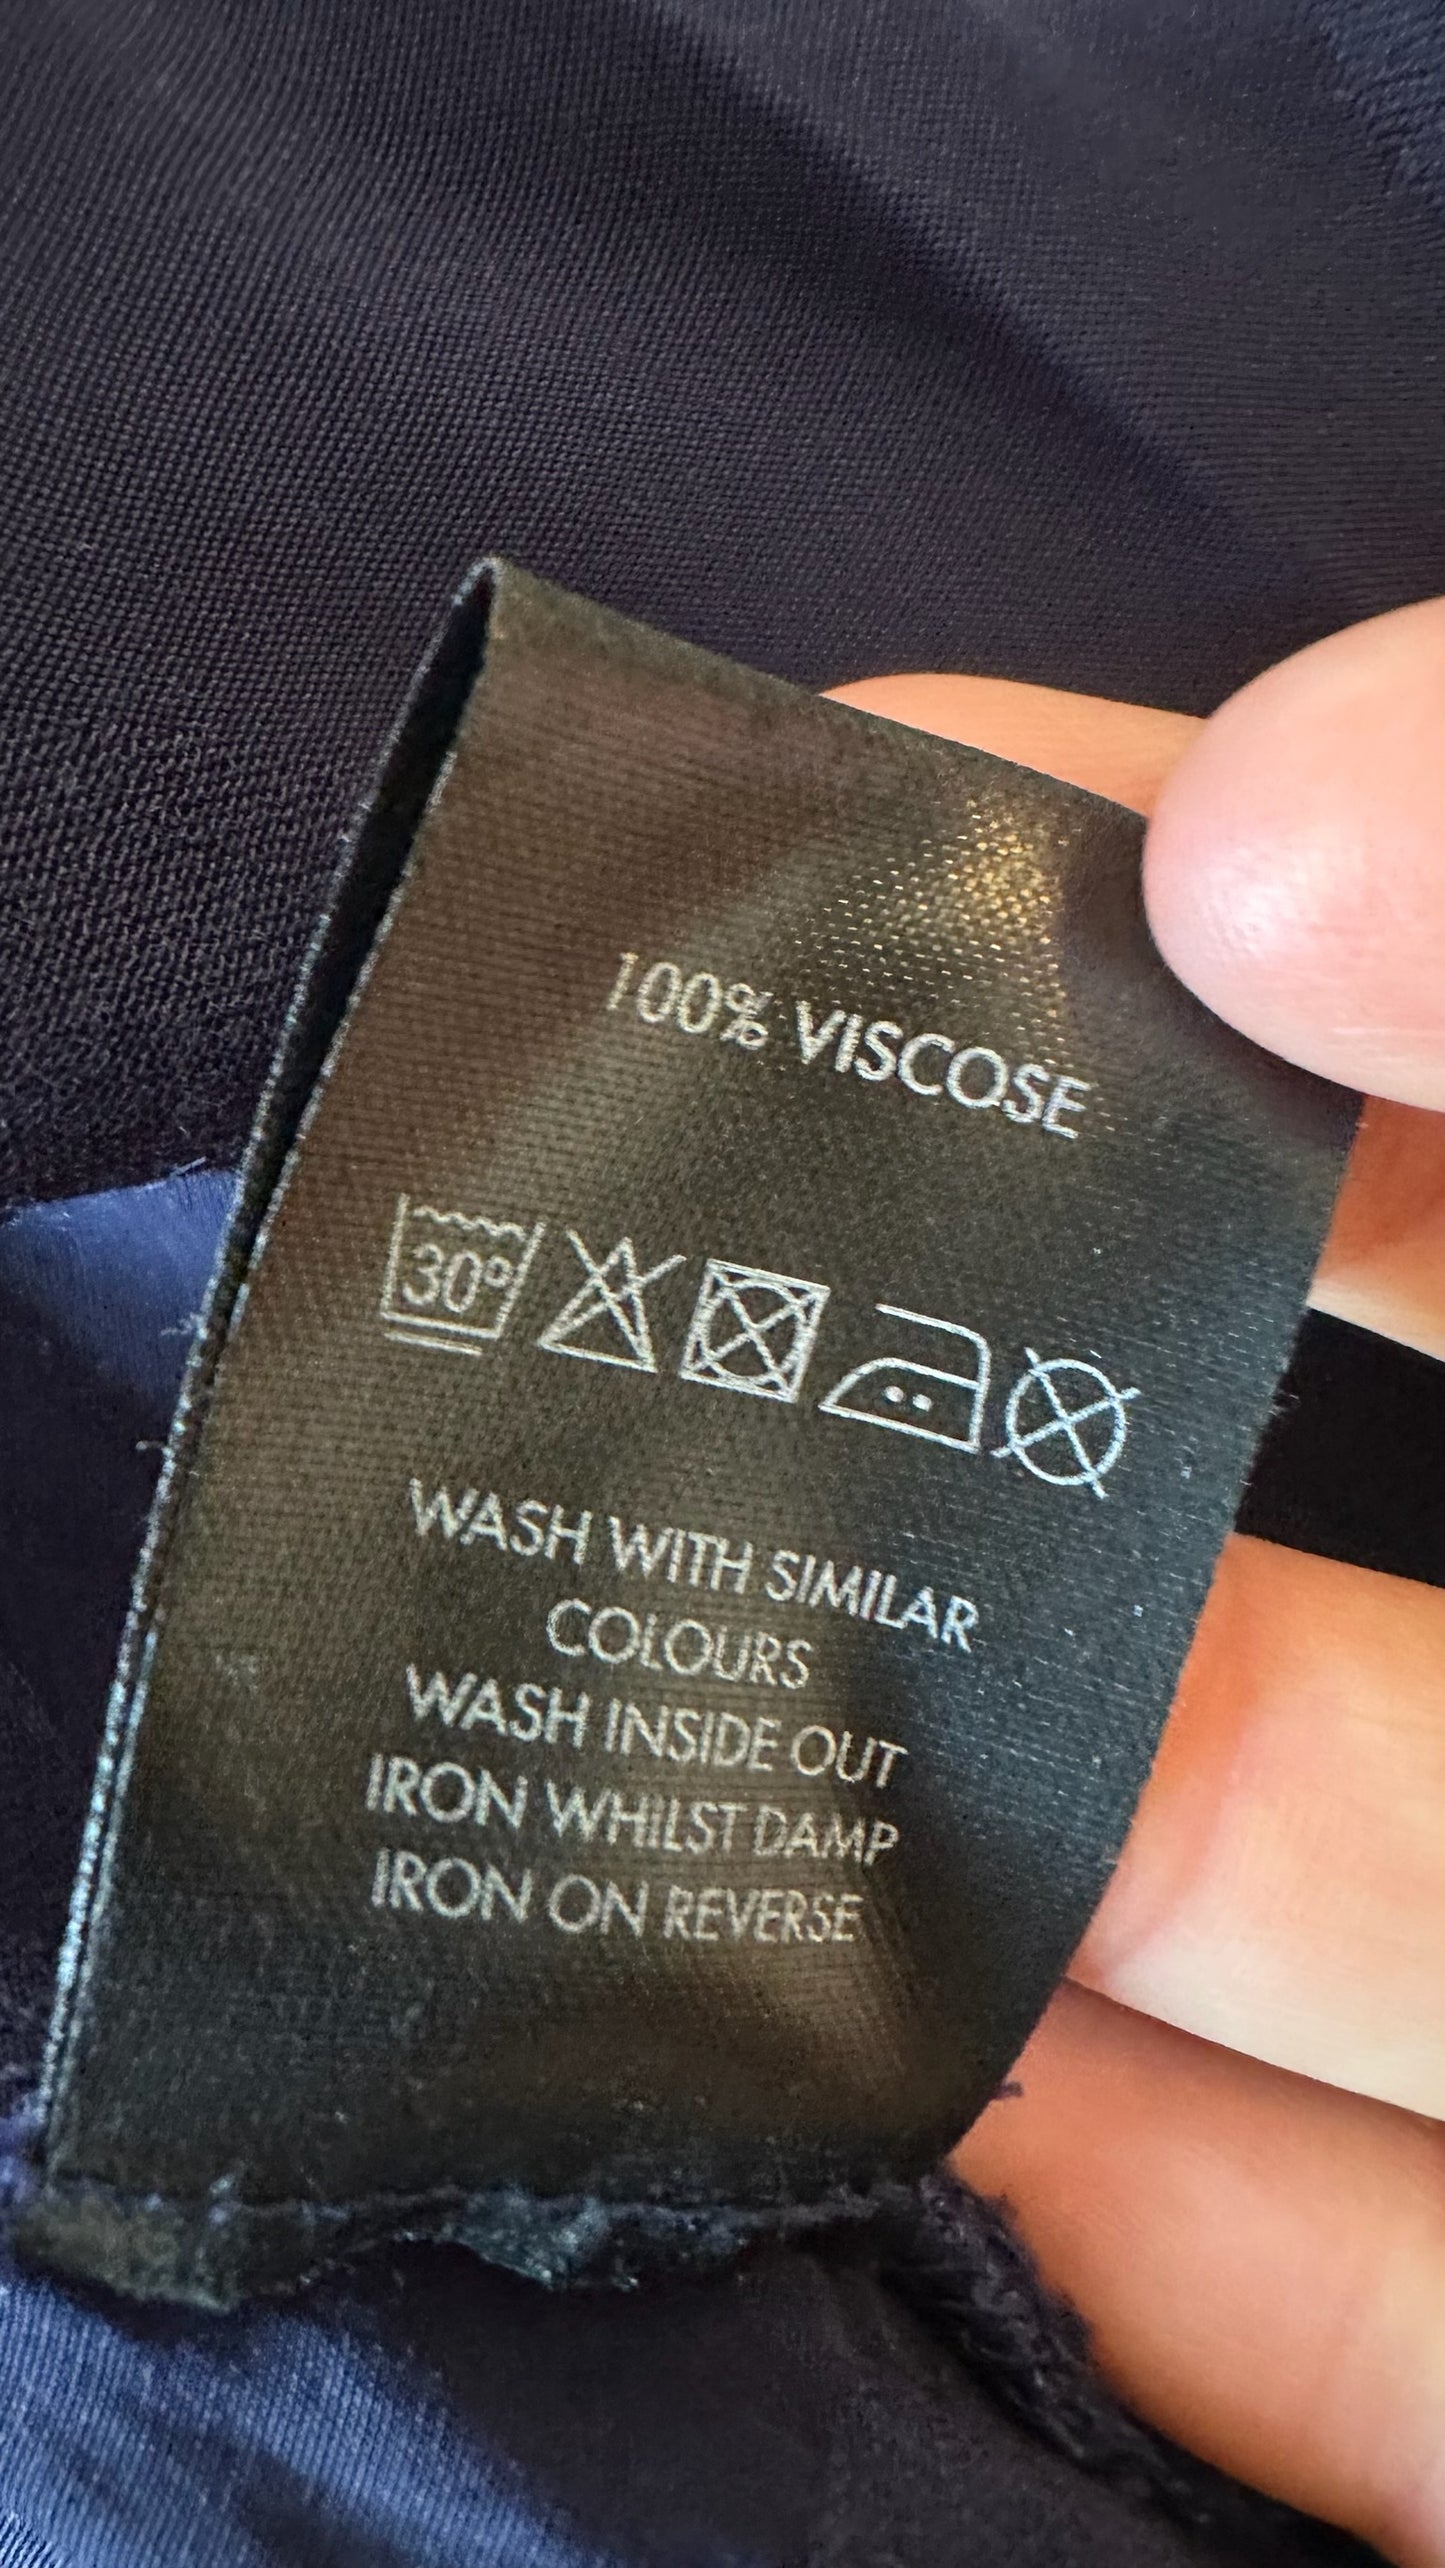 100% VISCOSE
30°
WASH WITH SIMILAR
COLOURS
WASH INSIDE OUT
IRON WHILST DAMP
IRON ON REVERSE